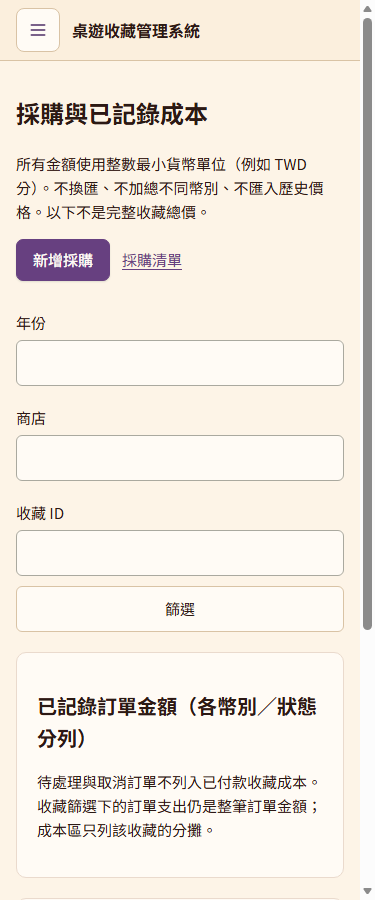 桌遊收藏管理系統
採購與已記錄成本
所有金額使用整數最小貨幣單位（例如 TWD
分）。不換匯、不加總不同幣別、不匯入歷史價
格。以下不是完整收藏總價。
新增採購 採購清單
年份
商店
收藏 ID
篩選
已記錄訂單金額（各幣別／狀態
分列）
待處理與取消訂單不列入已付款收藏成本。
收藏篩選下的訂單支出仍是整筆訂單金額；
成本區只列該收藏的分攤。